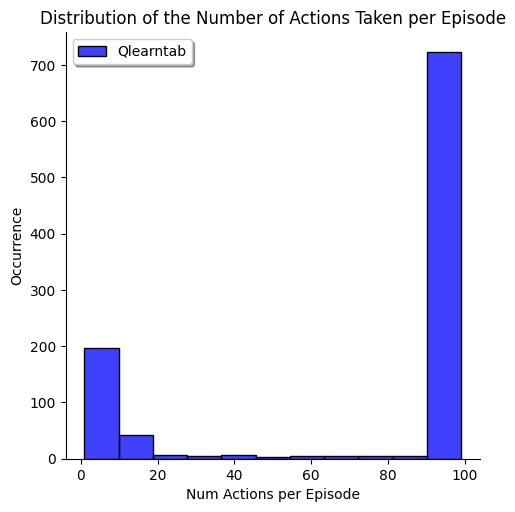 Distribution of the Number of Actions Taken per Episode
Qlearntab
700
600
500
400
300
200
100
0
Occurrence
0 20 40 60 80 100
Num Actions per Episode